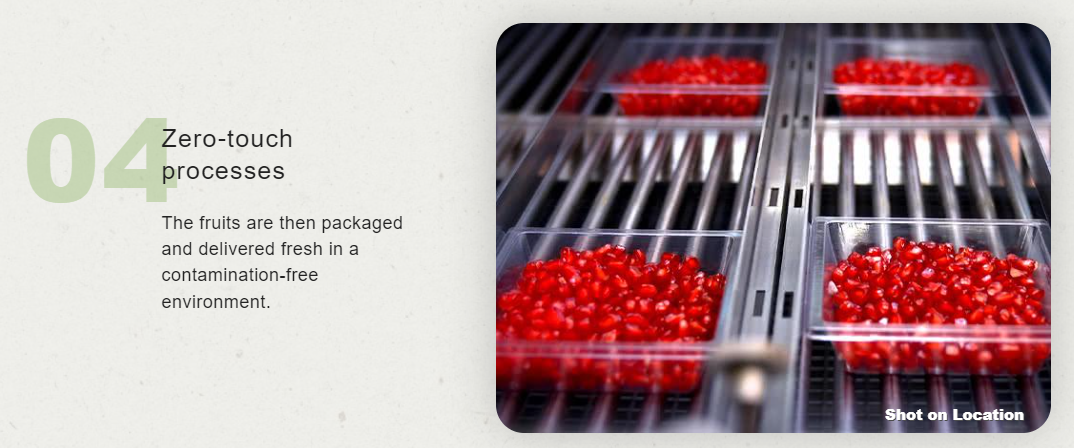 04
Zero-touch
processes
The fruits are then packaged
and delivered fresh in a
contamination-free
environment.
Shot on Location